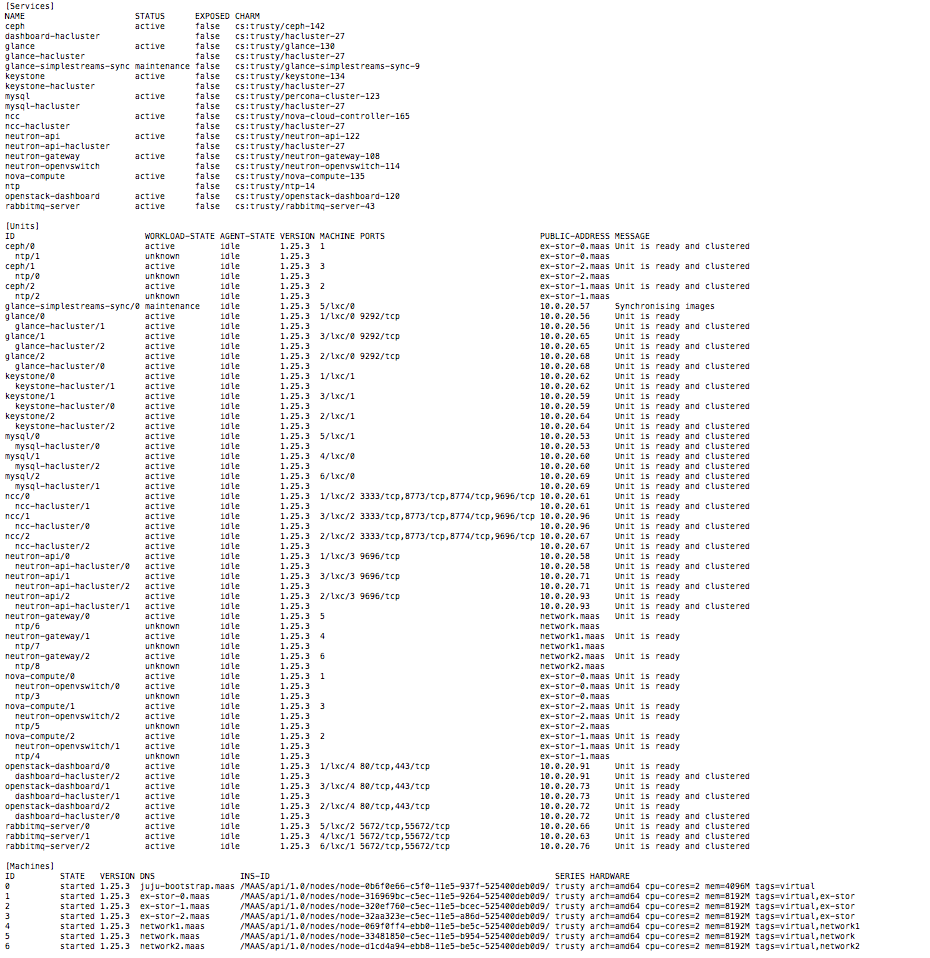 [Services]
NAME STATUS EXPOSED CHARM
ceph active false cs:trusty/ceph-142
dashboard-hacluster false cs:trusty/hacluster-27
glance active false cs:trusty/glance-130
glance-hacluster false cs:trusty/hacluster-27
glance-simplestreams-sync maintenance false cs:trusty/glance-simplestreams-sync-9
keystone active false cs:trusty/keystone-134
keystone-hacluster false cs:trusty/hacluster-27
mysql active false cs:trusty/percona-cluster-123
mysql-hacluster false cs:trusty/hacluster-27
ncc active false cs:trusty/nova-cloud-controller-165
ncc-hacluster false cs:trusty/hacluster-27
neutron-api active false cs:trusty/neutron-api-122
neutron-api-hacluster false cs:trusty/hacluster-27
neutron-gateway active false cs:trusty/neutron-gateway-108
neutron-openvswitch false cs:trusty/neutron-openvswitch-114
nova-compute active false cs:trusty/nova-compute-135
ntp false cs:trusty/ntp-14
openstack-dashboard active false cs:trusty/openstack-dashboard-120
rabbitmq-server active false cs:trusty/rabbitmq-server-43
[Units]
ID WORKLOAD-STATE AGENT-STATE VERSION MACHINE PORTS PUBLIC-ADDRESS MESSAGE
ceph/0 active idle 1.25.3 1 ex-stor-0.maas Unit is ready and clustered
ntp/1 unknown idle 1.25.3 ex-stor-0.maas
ceph/1 active idle 1.25.3 3 ex-stor-2.maas Unit is ready and clustered
ntp/0 unknown idle 1.25.3 ex-stor-2.maas
ceph/2 active idle 1.25.3 2 ex-stor-1.maas Unit is ready and clustered
ntp/2 unknown idle 1.25.3 ex-stor-1.maas
glance-simplestreams-sync/0 maintenance idle 1.25.3 5/lxc/0 10.0.20.57 Synchronising images
glance/0 active idle 1.25.3 1/lxc/0 9292/tcp 10.0.20.56 Unit is ready
glance-hacluster/1 active idle 1.25.3 10.0.20.56 Unit is ready and clustered
glance/1 active idle 1.25.3 3/lxc/0 9292/tcp 10.0.20.65 Unit is ready
glance-hacluster/2 active idle 1.25.3 10.0.20.65 Unit is ready and clustered
glance/2 active idle 1.25.3 2/lxc/0 9292/tcp 10.0.20.68 Unit is ready
glance-hacluster/0 active idle 1.25.3 10.0.20.68 Unit is ready and clustered
keystone/0 active idle 1.25.3 1/lxc/1 10.0.20.62 Unit is ready
keystone-hacluster/1 active idle 1.25.3 10.0.20.62 Unit is ready and clustered
keystone/1 active idle 1.25.3 3/lxc/1 10.0.20.59 Unit is ready
keystone-hacluster/0 active idle 1.25.3 10.0.20.59 Unit is ready and clustered
keystone/2 active idle 1.25.3 2/lxc/1 10.0.20.64 Unit is ready
keystone-hacluster/2 active idle 1.25.3 10.0.20.64 Unit is ready and clustered
mysql/0 active idle 1.25.3 5/lxc/1 10.0.20.53 Unit is ready
mysql-hacluster/0 active idle 1.25.3 10.0.20.53 Unit is ready and clustered
mysql/1 active idle 1.25.3 4/lxc/0 10.0.20.60 Unit is ready
mysql-hacluster/2 active idle 1.25.3 10.0.20.60 Unit is ready and clustered
mysql/2 active idle 1.25.3 6/lxc/0 10.0.20.69 Unit is ready
mysql-hacluster/1 active idle 1.25.3 10.0.20.69 Unit is ready and clustered
ncc/0 active idle 1.25.3 1/lxc/2 3333/tcp,8773/tcp,8774/tcp,9696/tcp 10.0.20.61 Unit is ready
ncc-hacluster/1 active idle 1.25.3 10.0.20.61 Unit is ready and clustered
ncc/1 active idle 1.25.3 3/lxc/2 3333/tcp,8773/tcp,8774/tcp,9696/tcp 10.0.20.96 Unit is ready
ncc-hacluster/0 active idle 1.25.3 10.0.20.96 Unit is ready and clustered
ncc/2 active idle 1.25.3 2/lxc/2 3333/tcp,8773/tcp,8774/tcp,9696/tcp 10.0.20.67 Unit is ready
ncc-hacluster/2 active idle 1.25.3 10.0.20.67 Unit is ready and clustered
neutron-api/0 active idle 1.25.3 1/lxc/3 9696/tcp 10.0.20.58 Unit is ready
neutron-api-hacluster/0 active idle 1.25.3 10.0.20.58 Unit is ready and clustered
neutron-api/1 active idle 1.25.3 3/lxc/3 9696/tcp 10.0.20.71 Unit is ready
neutron-api-hacluster/2 active idle 1.25.3 10.0.20.71 Unit is ready and clustered
neutron-api/2 active idle 1.25.3 2/lxc/3 9696/tcp 10.0.20.93 Unit is ready
neutron-api-hacluster/1 active idle 1.25.3 10.0.20.93 Unit is ready and clustered
neutron-gateway/0 active idle 1.25.3 5 network.maas Unit is ready
ntp/6 unknown idle 1.25.3 network.maas
neutron-gateway/1 active idle 1.25.3 4 network1.maas Unit is ready
ntp/7 unknown idle 1.25.3 network1.maas
neutron-gateway/2 active idle 1.25.3 6 network2.maas Unit is ready
ntp/8 unknown idle 1.25.3 network2.maas
nova-compute/0 active idle 1.25.3 1 ex-stor-0.maas Unit is ready
neutron-openvswitch/0 active idle 1.25.3 ex-stor-0.maas Unit is ready
ntp/3 unknown idle 1.25.3 ex-stor-0.maas
nova-compute/1 active idle 1.25.3 3 ex-stor-2.maas Unit is ready
neutron-openvswitch/2 active idle 1.25.3 ex-stor-2.maas Unit is ready
ntp/5 unknown idle 1.25.3 ex-stor-2.maas
nova-compute/2 active idle 1.25.3 2 ex-stor-1.maas Unit is ready
neutron-openvswitch/1 active idle 1.25.3 ex-stor-1.maas Unit is ready
ntp/4 unknown idle 1.25.3 ex-stor-1.maas
openstack-dashboard/0 active idle 1.25.3 1/lxc/4 80/tcp,443/tcp 10.0.20.91 Unit is ready
dashboard-hacluster/2 active idle 1.25.3 10.0.20.91 Unit is ready and clustered
openstack-dashboard/1 active idle 1.25.3 3/lxc/4 80/tcp,443/tcp 10.0.20.73 Unit is ready
dashboard-hacluster/1 active idle 1.25.3 10.0.20.73 Unit is ready and clustered
openstack-dashboard/2 active idle 1.25.3 2/lxc/4 80/tcp,443/tcp 10.0.20.72 Unit is ready
dashboard-hacluster/0 active idle 1.25.3 10.0.20.72 Unit is ready and clustered
rabbitmq-server/0 active idle 1.25.3 5/lxc/2 5672/tcp,55672/tcp 10.0.20.66 Unit is ready and clustered
rabbitmq-server/1 active idle 1.25.3 4/lxc/1 5672/tcp,55672/tcp 10.0.20.63 Unit is ready and clustered
rabbitmq-server/2 active idle 1.25.3 6/lxc/1 5672/tcp,55672/tcp 10.0.20.76 Unit is ready and clustered
[Machines]
ID STATE VERSION DNS INS-ID SERIES HARDWARE
0 started 1.25.3 juju-bootstrap.maas /MAAS/api/1.0/nodes/node-0b6f0e66-c5f0-11e5-937f-525400deb0d9/ trusty arch=amd64 cpu-cores=2 mem=4096M tags=virtual
1 started 1.25.3 ex-stor-0.maas /MAAS/api/1.0/nodes/node-316969bc-c5ec-11e5-9264-525400deb0d9/ trusty arch=amd64 cpu-cores=2 mem=8192M tags=virtual,ex-stor
2 started 1.25.3 ex-stor-1.maas /MAAS/api/1.0/nodes/node-320ef760-c5ec-11e5-bcec-525400deb0d9/ trusty arch=amd64 cpu-cores=2 mem=8192M tags=virtual,ex-stor
3 started 1.25.3 ex-stor-2.maas /MAAS/api/1.0/nodes/node-32aa323e-c5ec-11e5-a86d-525400deb0d9/ trusty arch=amd64 cpu-cores=2 mem=8192M tags=virtual,ex-stor
4 started 1.25.3 network1.maas /MAAS/api/1.0/nodes/node-069f0ff4-ebb0-11e5-be5c-525400deb0d9/ trusty arch=amd64 cpu-cores=2 mem=8192M tags=virtual,network1
5 started 1.25.3 network.maas /MAAS/api/1.0/nodes/node-33481850-c5ec-11e5-b954-525400deb0d9/ trusty arch=amd64 cpu-cores=2 mem=8192M tags=virtual,network
6 started 1.25.3 network2.maas /MAAS/api/1.0/nodes/node-d1cd4a94-ebb8-11e5-be5c-525400deb0d9/ trusty arch=amd64 cpu-cores=2 mem=8192M tags=virtual,network2